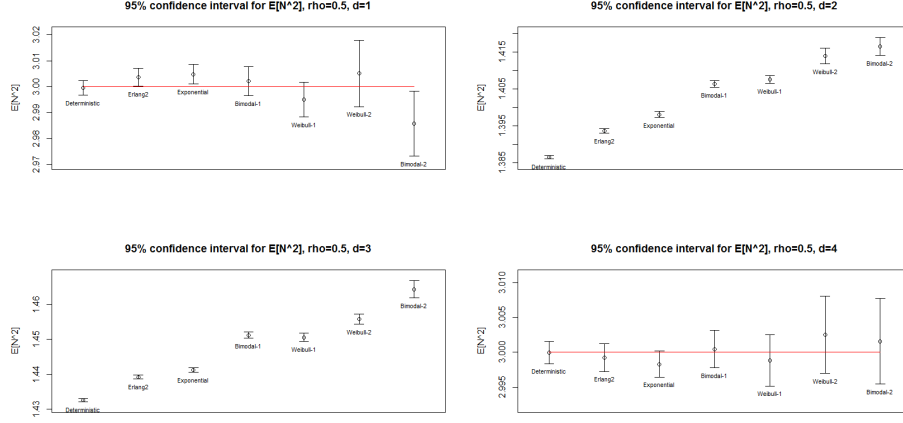 95% confidence interval for E[N^2], rho=0.5, d=1
E[N^2]
2.97 2.98 2.99 3.00 3.01 3.02
Deterministic
Erlang2
Exponential
Bimodal-1
Weibull-1
Weibull-2
Bimodal-2
95% confidence interval for E[N^2], rho=0.5, d=2
E[N^2]
1.385 1.395 1.405 1.415
Deterministic
Erlang2
Exponential
Bimodal-1
Weibull-1
Weibull-2
Bimodal-2
95% confidence interval for E[N^2], rho=0.5, d=3
E[N^2]
1.43 1.44 1.45 1.46
Deterministic
Erlang2
Exponential
Bimodal-1
Weibull-1
Weibull-2
Bimodal-2
95% confidence interval for E[N^2], rho=0.5, d=4
E[N^2]
2.995 3.000 3.005 3.010
Deterministic
Erlang2
Exponential
Bimodal-1
Weibull-1
Weibull-2
Bimodal-2